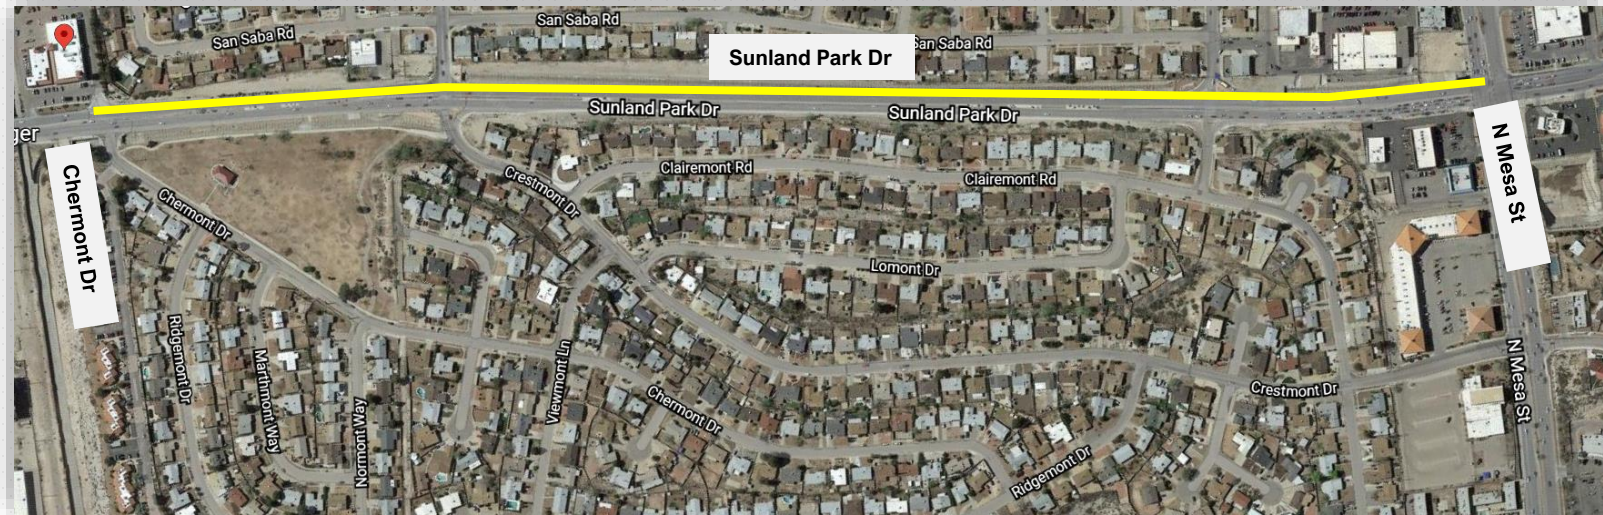 San Saba Rd
San Saba Rd
San Saba Rd
Sunland Park Dr
Sunland Park Dr
Sunland Park Dr
ger
Chermont Dr
N Mesa St
Clairemont Rd
Clairemont Rd
Crestmont Dr
Chermont Dr
Lomont Dr
Ridgemont Dr
Marthmont Way
Normont Way
Viewmont Ln
Chermont Dr
Crestmont Dr
N Mesa St
Ridgemont Dr